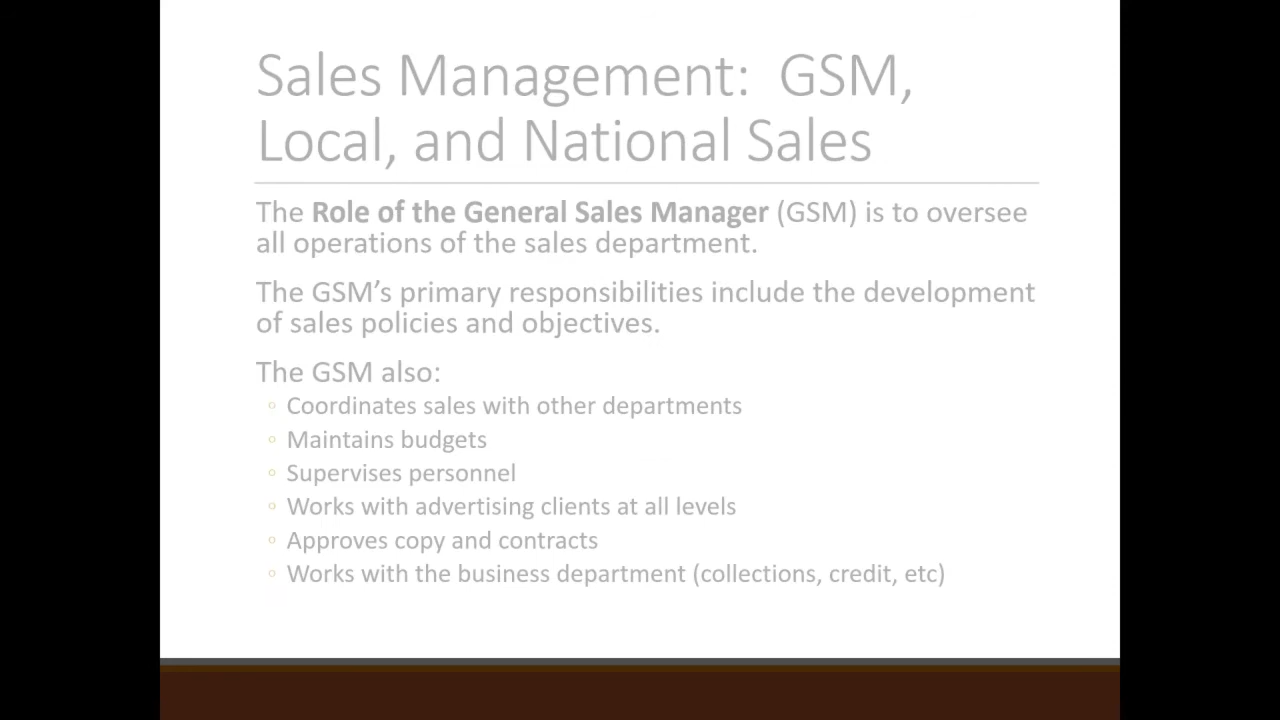 Sales Management:  GSM,
Local, and National Sales
The Role of the General Sales Manager (GSM) is to oversee
all operations of the sales department.
The GSM’s primary responsibilities include the development
of sales policies and objectives.
The GSM also:
◦ Coordinates sales with other departments
◦ Maintains budgets
◦ Supervises personnel
◦ Works with advertising clients at all levels
◦ Approves copy and contracts
◦ Works with the business department (collections, credit, etc)